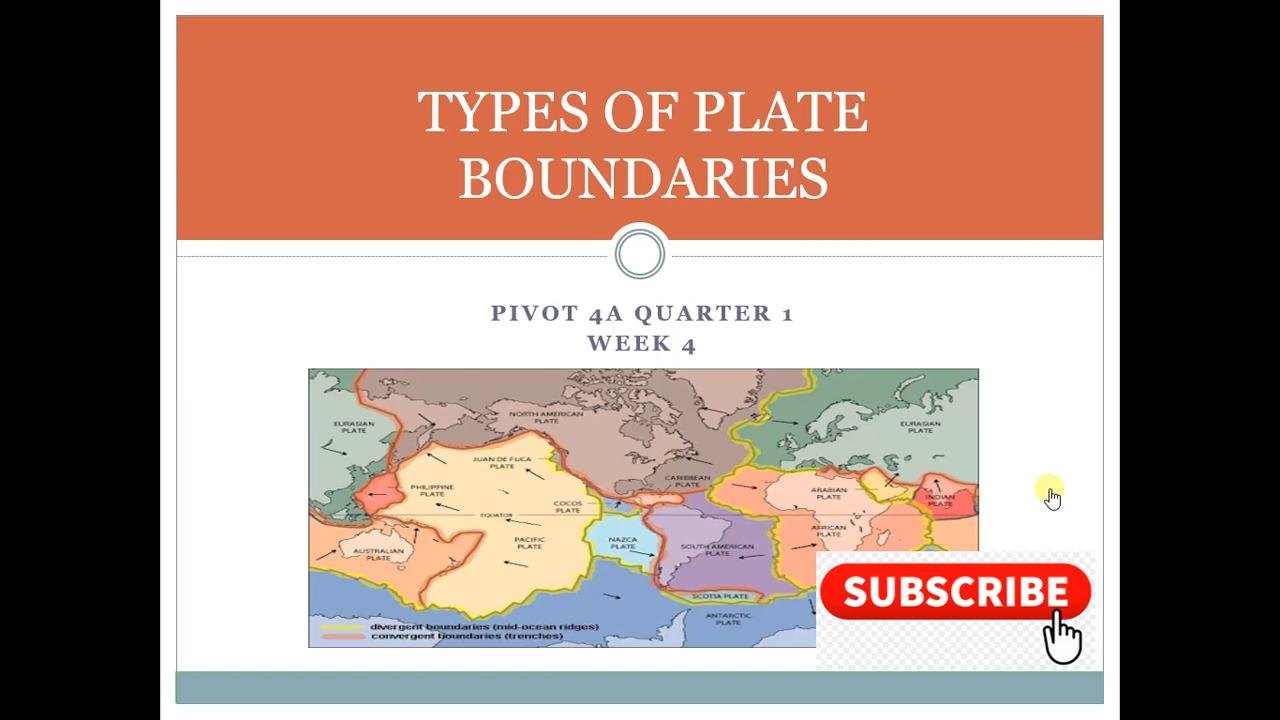 TYPES OF PLATE
BOUNDARIES
PIVOT 4A QUARTER 1
WEEK 4
EURASIAN
PLATE
NORTH AMERICAN
PLATE
EURASIAN
PLATE
JUAN DE FUCA
PLATE
CARIBBEAN
PLATE
PHILIPPINE
PLATE
ARABIAN
PLATE
INDIAN
PLATE
COCOS
PLATE
EQUATOR
AFRICAN
PLATE
PACIFIC
PLATE
NAZCA
PLATE
SOUTH AMERICAN
PLATE
AUSTRALIAN
PLATE
SCOTIA PLATE
ANTARCTIC
PLATE
divergent boundaries (mid-ocean ridges)
convergent boundaries (trenches)
SUBSCRIBE